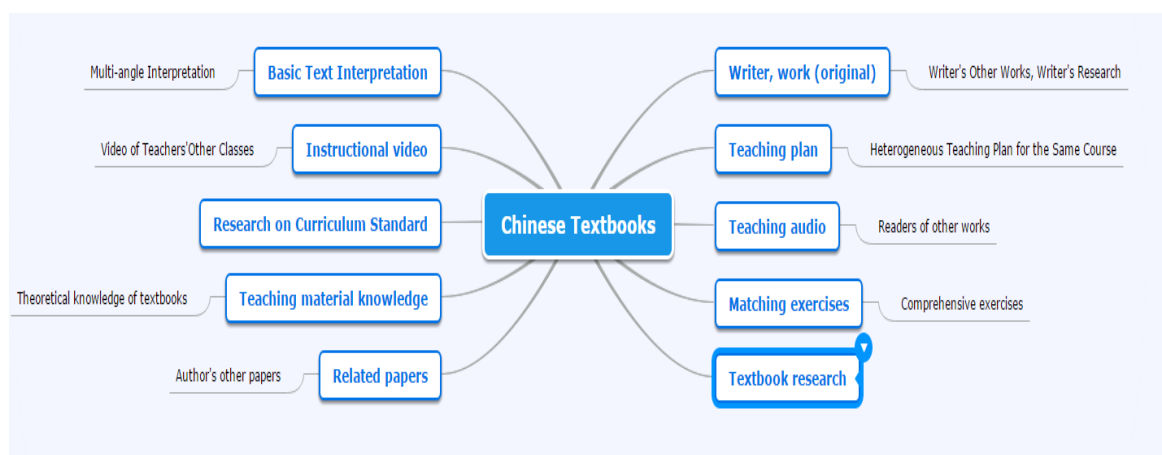 Chinese Textbooks
Multi-angle Interpretation
Basic Text Interpretation
Video of Teachers'Other Classes
Instructional video
Research on Curriculum Standard
Theoretical knowledge of textbooks
Teaching material knowledge
Author's other papers
Related papers
Writer, work (original)
Writer's Other Works, Writer's Research
Teaching plan
Heterogeneous Teaching Plan for the Same Course
Teaching audio
Readers of other works
Matching exercises
Comprehensive exercises
Textbook research